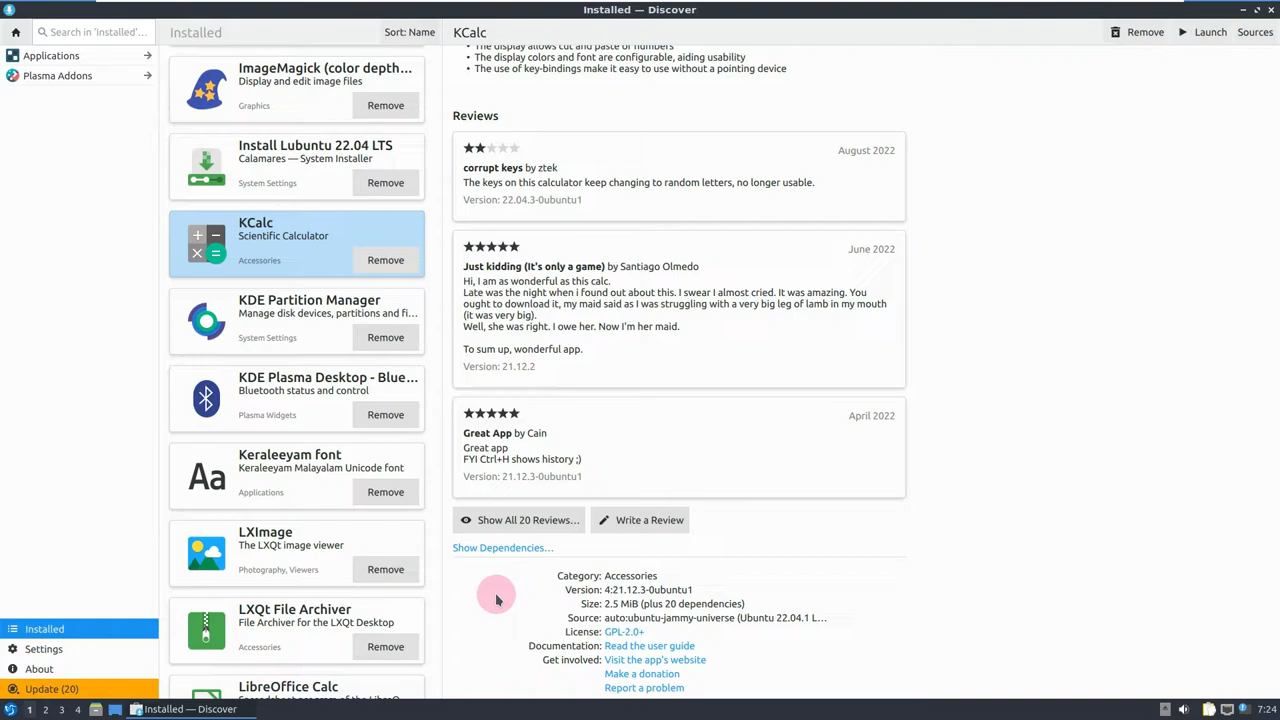 Installed — Discover
Search in 'Installed'...
Installed
Sort: Name
KCalc
Remove
Launch
Sources
Applications
Plasma Addons
ImageMagick (color depth...
Display and edit image files
Graphics
Remove
Install Lubuntu 22.04 LTS
Calamares — System Installer
System Settings
Remove
KCalc
Scientific Calculator
Accessories
Remove
KDE Partition Manager
Manage disk devices, partitions and fi...
System Settings
Remove
KDE Plasma Desktop - Blue...
Bluetooth status and control
Plasma Widgets
Remove
Keraleeyam font
Keraleeyam Malayalam Unicode font
Applications
Remove
LXImage
The LXQt image viewer
Photography, Viewers
Remove
LXQt File Archiver
File Archiver for the LXQt Desktop
Accessories
Remove
LibreOffice Calc
Spreadsheet program of the LibreO...
• The display allows cut and paste of numbers
• The display colors and font are configurable, aiding usability
• The use of key-bindings make it easy to use without a pointing device
Reviews
August 2022
corrupt keys by ztek
The keys on this calculator keep changing to random letters, no longer usable.
Version: 22.04.3-0ubuntu1
June 2022
Just kidding (It's only a game) by Santiago Olmedo
Hi, I am as wonderful as this calc.
Late was the night when i found out about this. I swear I almost cried. It was amazing. You
ought to download it, my maid said as I was struggling with a very big leg of lamb in my mouth
(it was very big).
Well, she was right. I owe her. Now I'm her maid.
To sum up, wonderful app.
Version: 21.12.2
April 2022
Great App by Cain
Great app
FYI Ctrl+H shows history ;)
Version: 21.12.3-0ubuntu1
Show All 20 Reviews...
Write a Review
Show Dependencies...
Category: Accessories
Version: 4:21.12.3-0ubuntu1
Size: 2.5 MiB (plus 20 dependencies)
Source: auto:ubuntu-jammy-universe (Ubuntu 22.04.1 L...
License: GPL-2.0+
Documentation: Read the user guide
Get involved: Visit the app's website
Make a donation
Report a problem
Installed
Settings
About
Update (20)
1 2 3 4
Installed — Discover
7:24